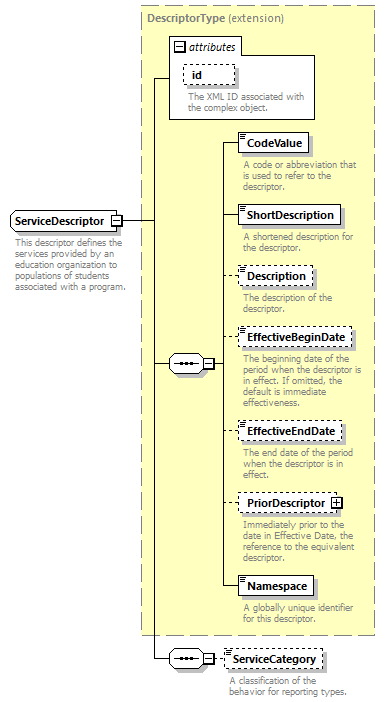 DescriptorType (extension)
attributes
id
The XML ID associated with
the complex object.
CodeValue
A code or abbreviation that
is used to refer to the
descriptor.
ServiceDescriptor
This descriptor defines the
services provided by an
education organization to
populations of students
associated with a program.
ShortDescription
A shortened description for
the descriptor.
Description
The description of the
descriptor.
EffectiveBeginDate
The beginning date of the
period when the descriptor is
in effect. If omitted, the
default is immediate
effectiveness.
EffectiveEndDate
The end date of the period
when the descriptor is in
effect.
PriorDescriptor
Immediately prior to the
date in Effective Date, the
reference to the equivalent
descriptor.
Namespace
A globally unique identifier
for this descriptor.
ServiceCategory
A classification of the
behavior for reporting types.